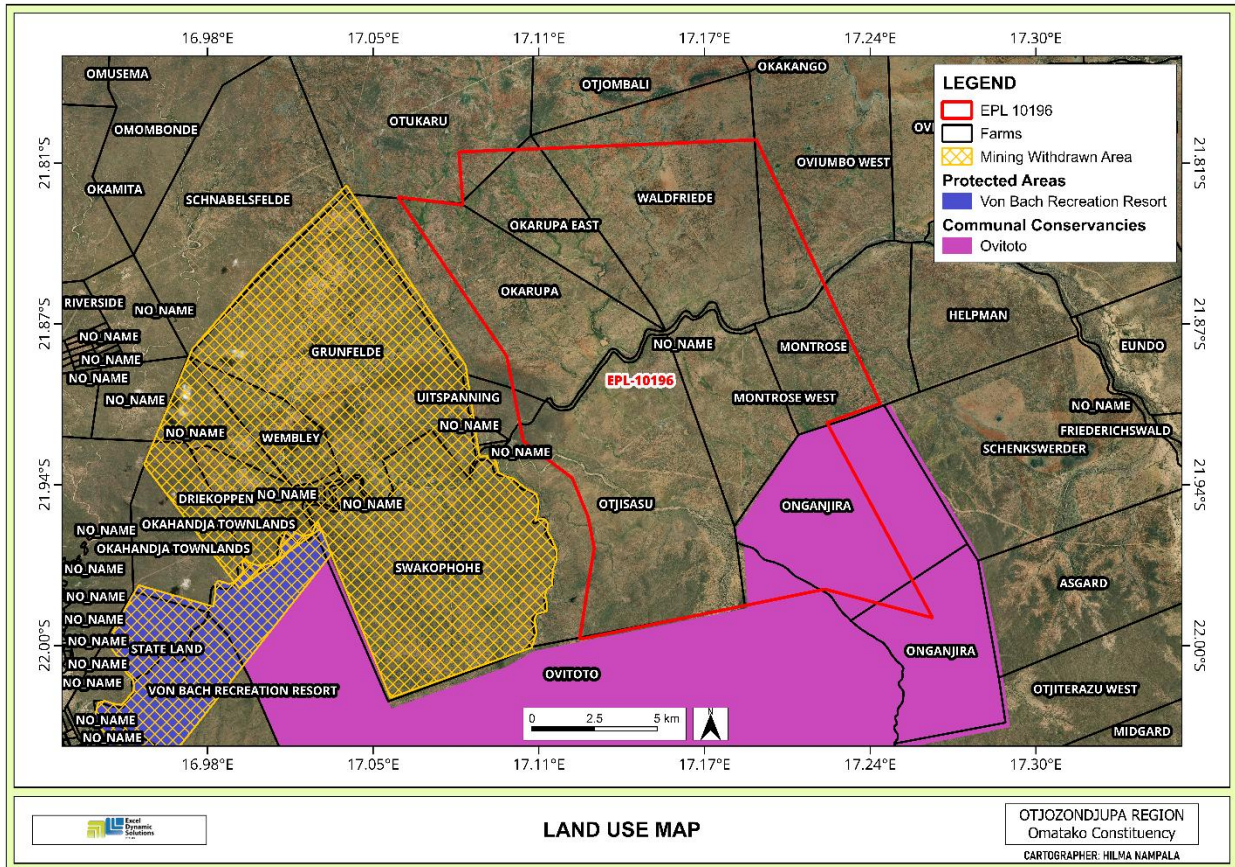 16.98°E
17.05°E
17.11°E
17.17°E
17.24°E
17.30°E
OMUSEMA
OKAKANGO
OTJOMBALI
LEGEND
EPL 10196
Farms
Mining Withdrawn Area
Protected Areas
Von Bach Recreation Resort
Communal Conservancies
Ovitoto
OTUKARU
OMOMBONDE
21.81°S
21.81°S
OVIUMBO WEST
OKAMITA
SCHNABELSFELDE
WALDFRIEDE
OKARUPA EAST
OKARUPA
RIVERSIDE
NO_NAME
HELPMAN
21.87°S
21.87°S
NO_NAME
NO_NAME
MONTROSE
EUNDO
GRUNFELDE
NO_NAME
NO_NAME
EPL-10196
NO_NAME
UITSPANNING
MONTROSE WEST
NO_NAME
NO_NAME
NO_NAME
FRIEDERICHSWALD
NO_NAME
WEMBLEY
NO_NAME
SCHENKSWERDER
21.94°S
21.94°S
DRIEKOPPEN
NO_NAME
NO_NAME
OTJISASU
ONGANJIRA
OKAHANDJA TOWNLANDS
NO_NAME
OKAHANDJA TOWNLANDS
NO_NAME
SWAKOPHOHE
ASGARD
NO_NAME
NO_NAME
22.00°S
22.00°S
NO_NAME
STATE LAND
ONGANJIRA
NO_NAME
OVITOTO
NO_NAME
VON BACH RECREATION RESORT
OTJITERAZU WEST
NO_NAME
0 2.5 5 km
N
MIDGARD
NO_NAME
16.98°E
17.05°E
17.11°E
17.17°E
17.24°E
17.30°E
Excel
Dynamic
Solutions
LAND USE MAP
OTJOZONDJUPA REGION
Omatako Constituency
CARTOGRAPHER: HILMA NAMPALA